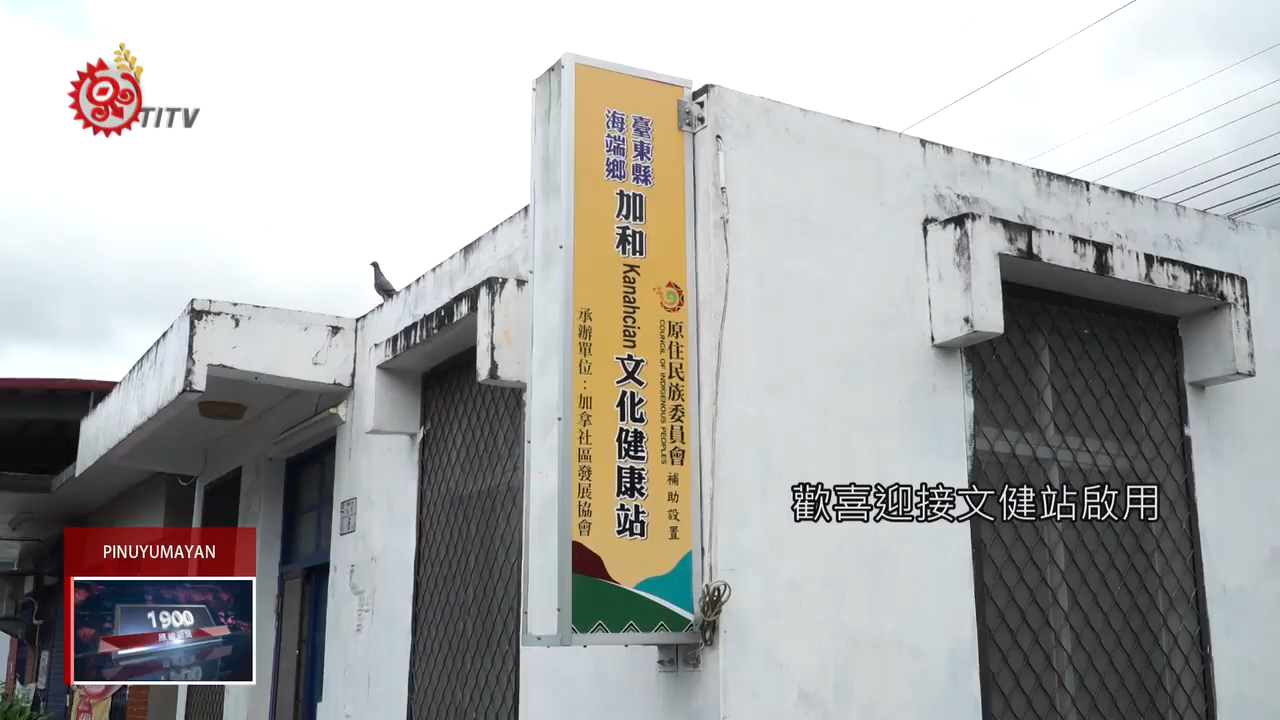 TITV
臺東縣
海端鄉
加和
Kanahcian
文化健康站
原住民族委員會
COUNCIL OF INDIGENOUS PEOPLES
補助設置
承辦單位：加拿社區發展協會
歡喜迎接文健站啟用
PINUYUMAYAN
1900